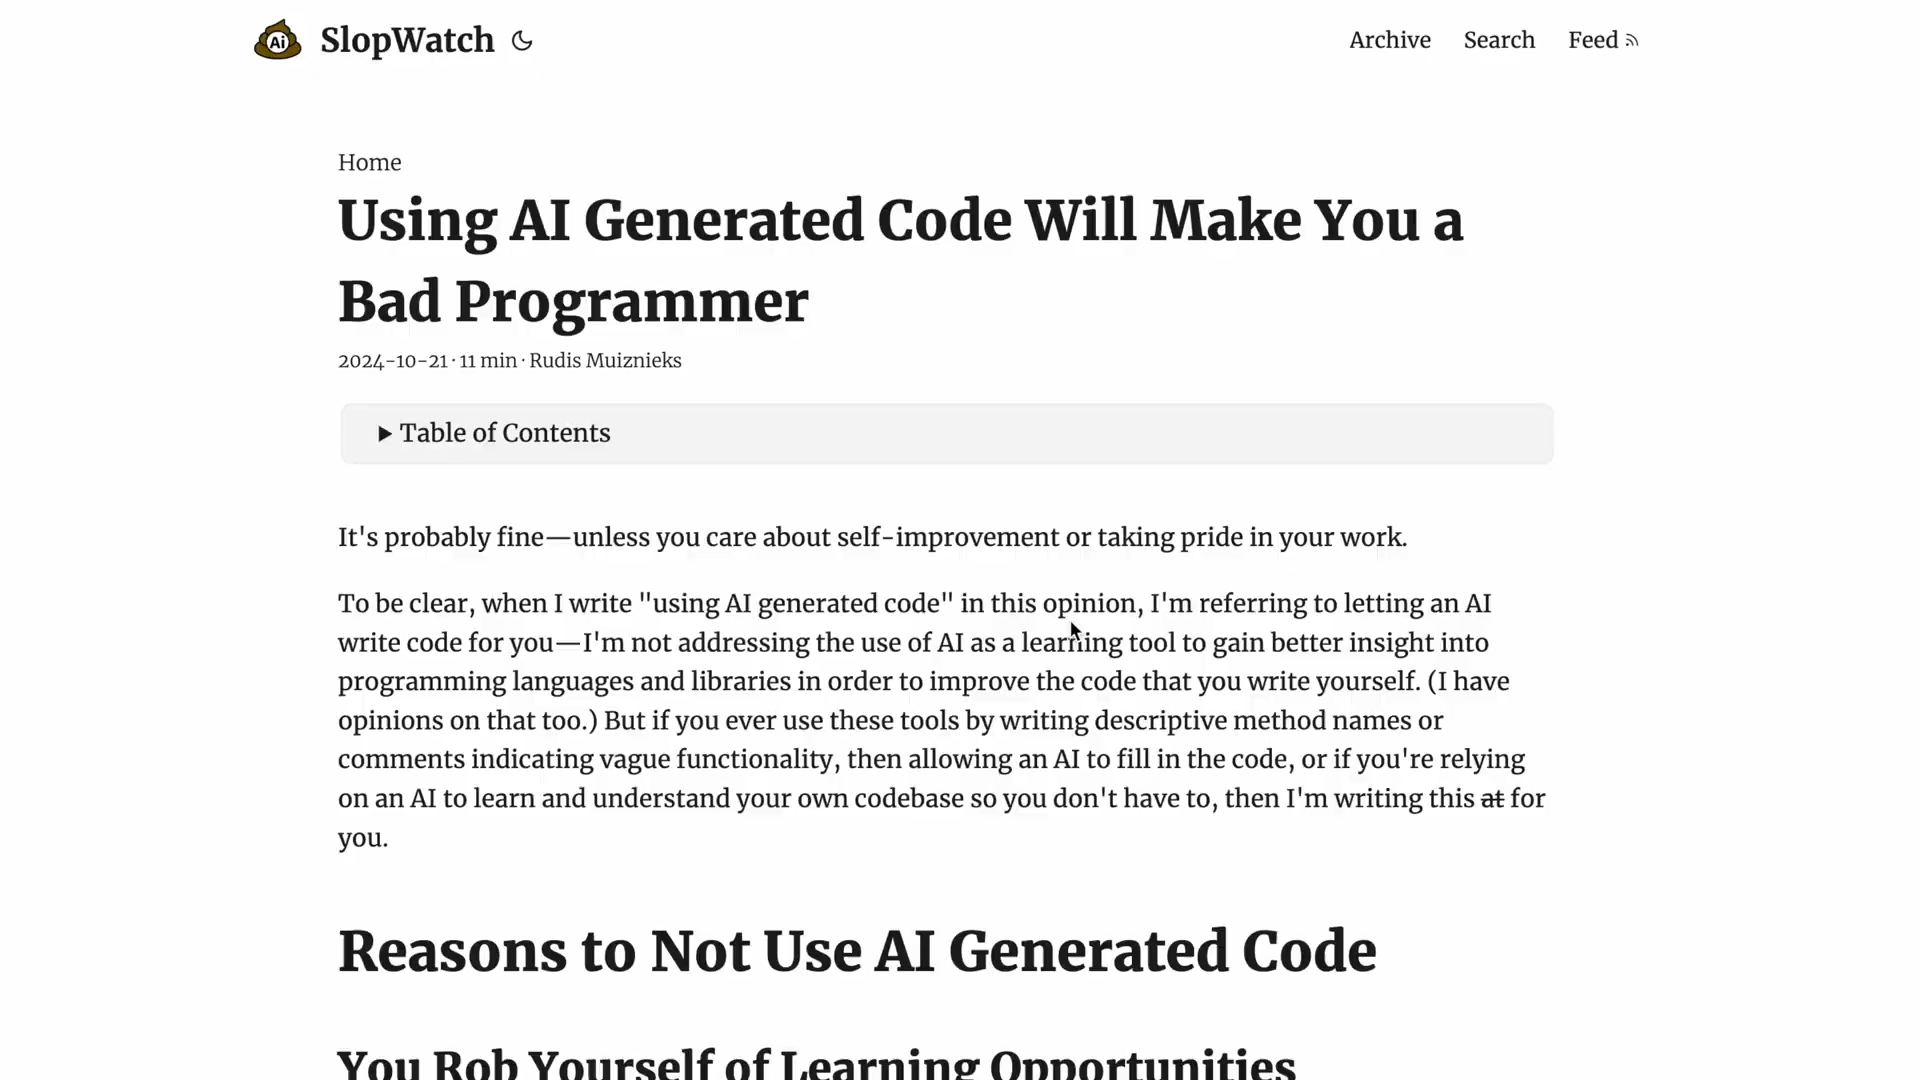 Ai SlopWatch
Archive Search Feed
Home
Using AI Generated Code Will Make You a
Bad Programmer
2024-10-21 · 11 min · Rudis Muiznieks
Table of Contents
It's probably fine—unless you care about self-improvement or taking pride in your work.
To be clear, when I write "using AI generated code" in this opinion, I'm referring to letting an AI
write code for you—I'm not addressing the use of AI as a learning tool to gain better insight into
programming languages and libraries in order to improve the code that you write yourself. (I have
opinions on that too.) But if you ever use these tools by writing descriptive method names or
comments indicating vague functionality, then allowing an AI to fill in the code, or if you're relying
on an AI to learn and understand your own codebase so you don't have to, then I'm writing this at for
you.
Reasons to Not Use AI Generated Code
You Rob Yourself of Learning Opportunities